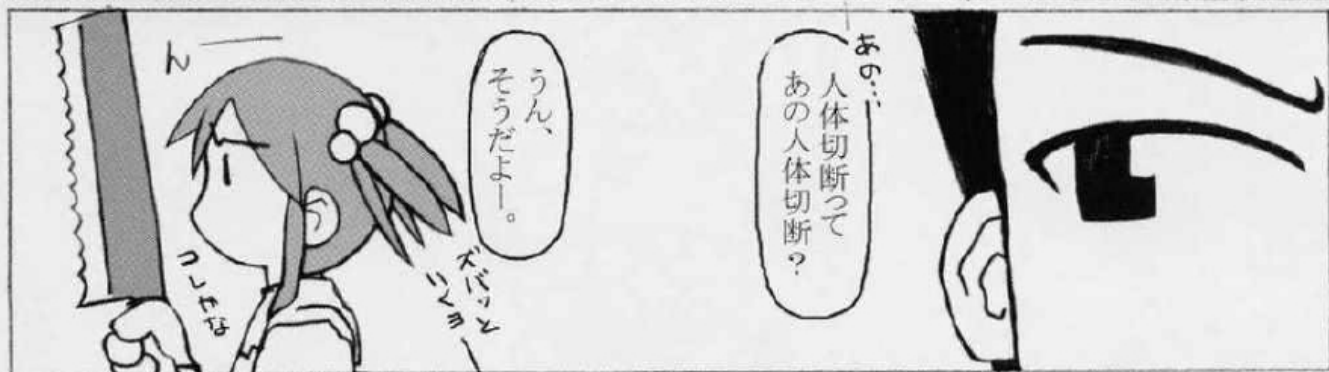 あの…
人体切断って
あの人体切断?
うん、
そうだよー。
ズバッと
いくヨー
んー
コレかな